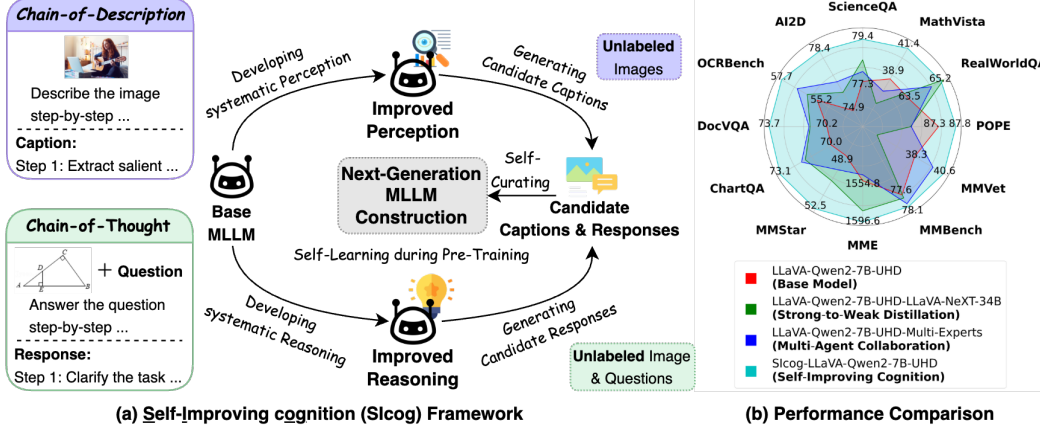 Chain-of-Description
Describe the image
step-by-step ...
Caption:
Step 1: Extract salient ...
Chain-of-Thought
A
B
C
D
E
+ Question
Answer the question
step-by-step ...
Response:
Step 1: Clarify the task ...
Developing
systematic Perception
Improved
Perception
Generating
Candidate Captions
Unlabeled
Images
Base
MLLM
Next-Generation
MLLM
Construction
Self-
Curating
Candidate
Captions & Responses
Self-Learning during Pre-Training
Developing
systematic Reasoning
Improved
Reasoning
Generating
Candidate Responses
Unlabeled Image
& Questions
(a) Self-Improving cognition (SIcog) Framework
ScienceQA
MathVista
RealWorldQA
POPE
MMVet
MMBench
MME
MMStar
ChartQA
DocVQA
OCRBench
AI2D
79.4
41.4
65.2
87.8
40.6
78.1
1596.6
52.5
73.1
73.7
57.7
78.4
77.3
38.9
63.5
87.3
38.3
77.6
1554.8
48.9
70.0
70.2
55.2
74.9
LLaVA-Qwen2-7B-UHD
(Base Model)
LLaVA-Qwen2-7B-UHD-LLaVA-NeXT-34B
(Strong-to-Weak Distillation)
LLaVA-Qwen2-7B-UHD-Multi-Experts
(Multi-Agent Collaboration)
SIcog-LLaVA-Qwen2-7B-UHD
(Self-Improving Cognition)
(b) Performance Comparison